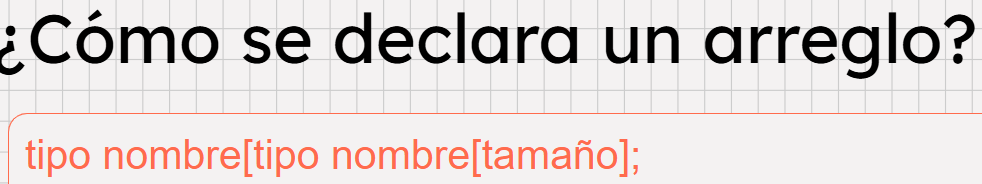 ¿Cómo se declara un arreglo?
tipo nombre[tipo nombre[tamaño];